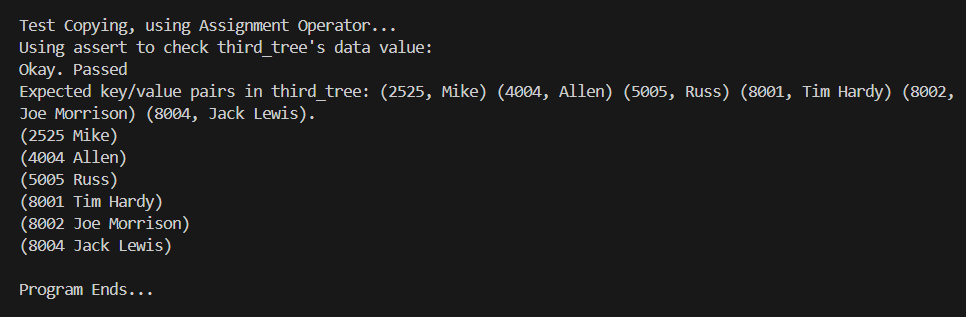 Test Copying, using Assignment Operator...
Using assert to check third_tree's data value:
Okay. Passed
Expected key/value pairs in third_tree: (2525, Mike) (4004, Allen) (5005, Russ) (8001, Tim Hardy) (8002,
Joe Morrison) (8004, Jack Lewis).
(2525 Mike)
(4004 Allen)
(5005 Russ)
(8001 Tim Hardy)
(8002 Joe Morrison)
(8004 Jack Lewis)
Program Ends...